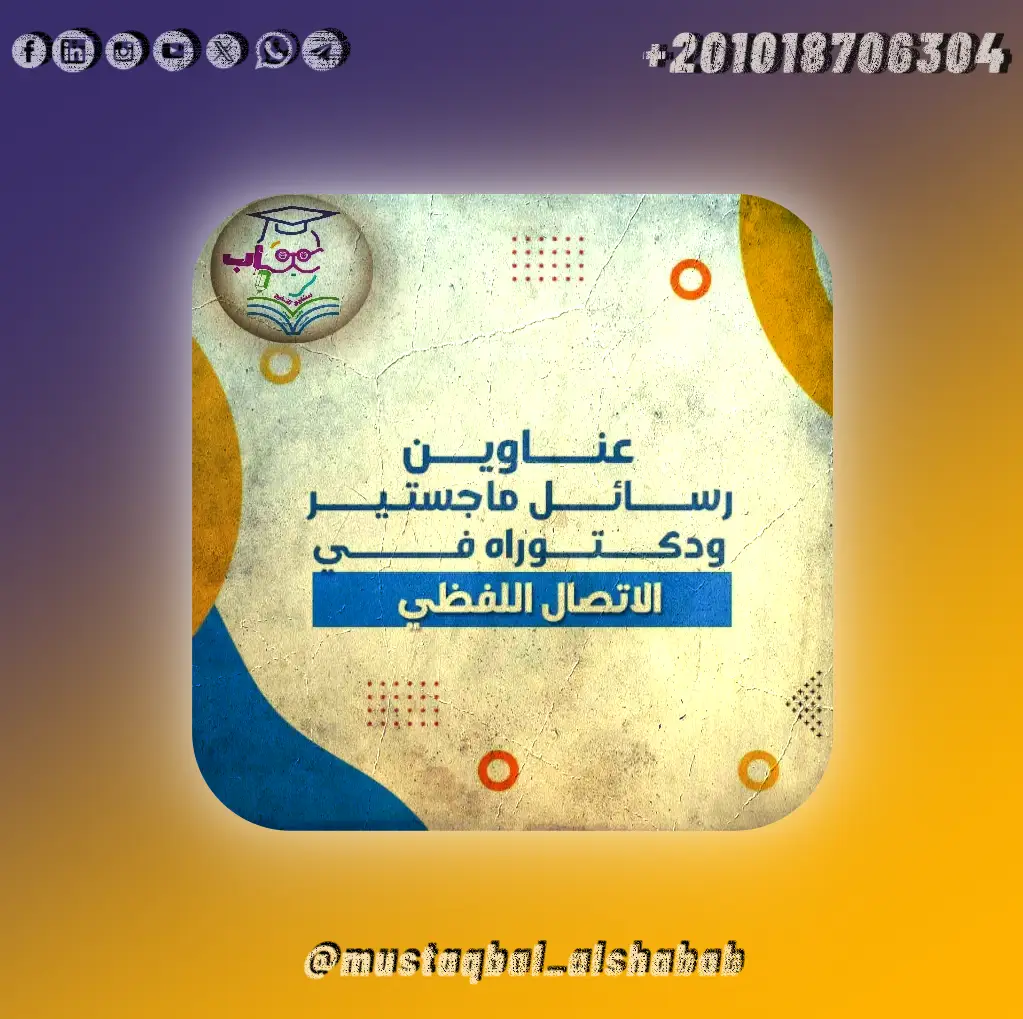 +201018706304
عناوين
رسائل ماجستير
ودكتوراه في
الاتصال اللفظي
@mustaqbal_alshabab